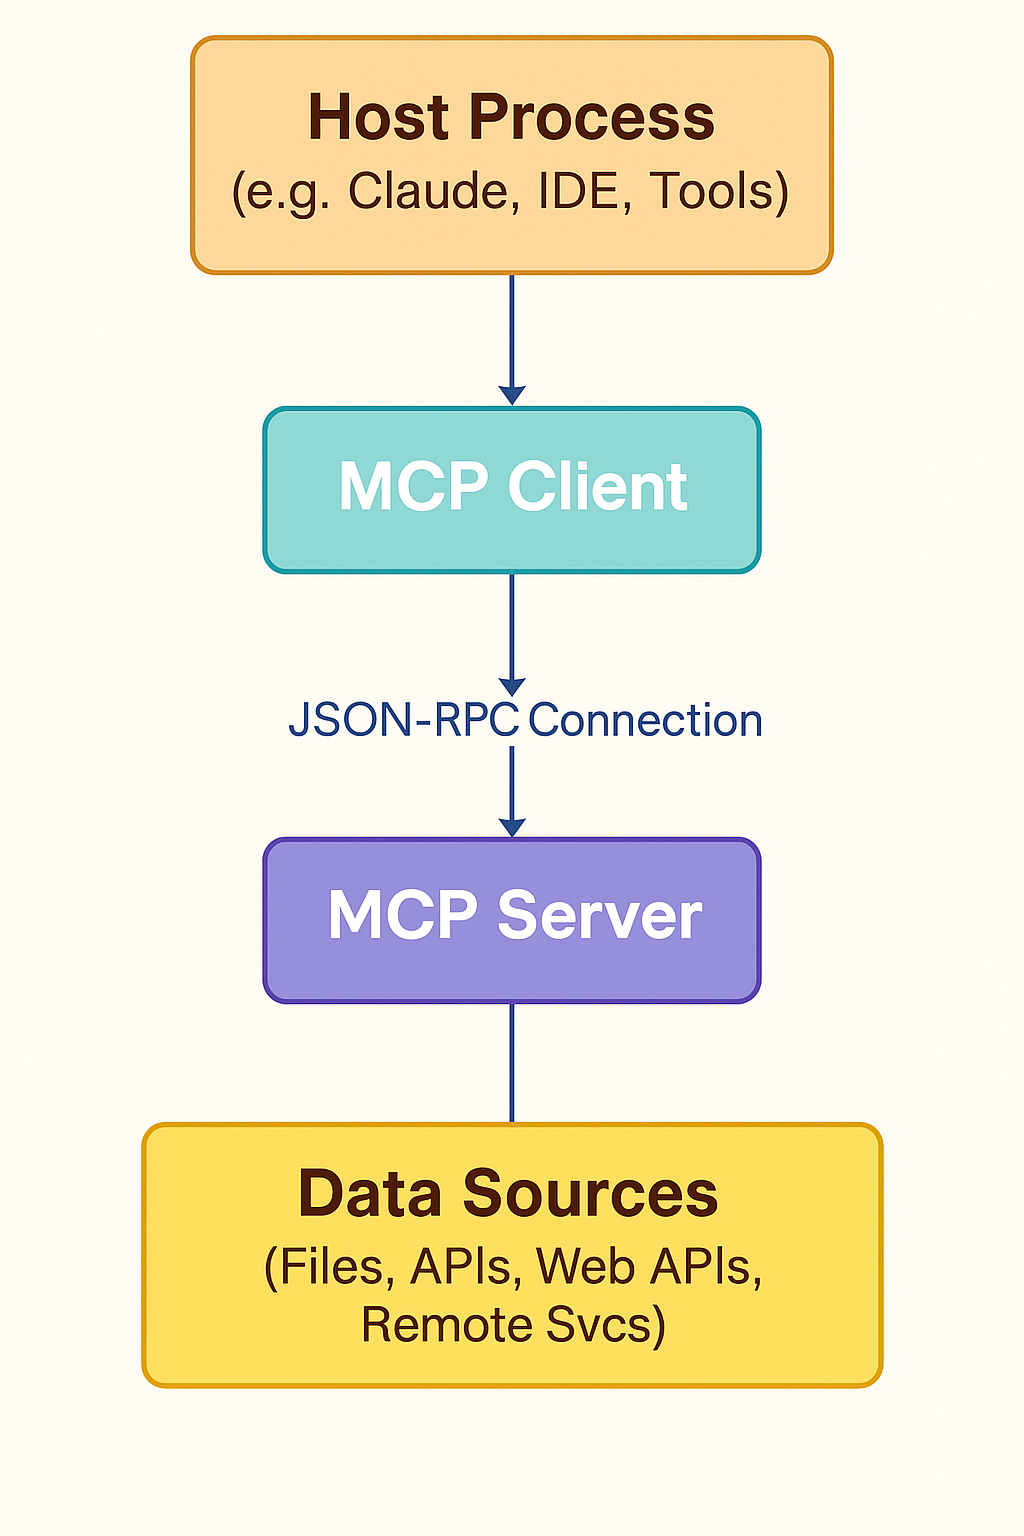 Host Process
(e.g. Claude, IDE, Tools)
MCP Client
JSON-RPC Connection
MCP Server
Data Sources
(Files, APIs, Web APIs,
Remote Svcs)